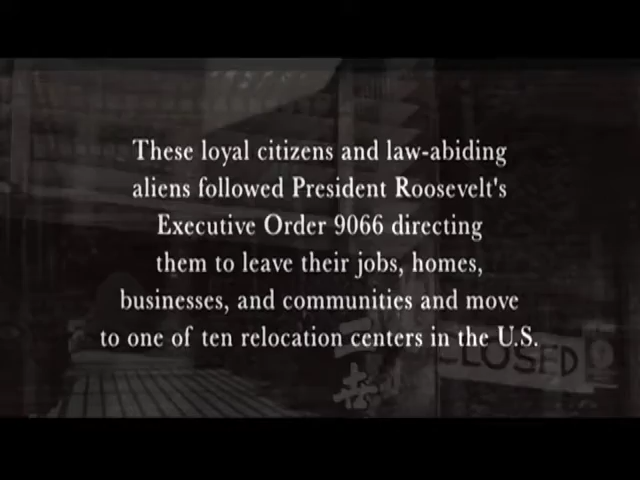 These loyal citizens and law-abiding
aliens followed President Roosevelt's
Executive Order 9066 directing
them to leave their jobs, homes,
businesses, and communities and move
to one of ten relocation centers in the U.S.
CLOSED